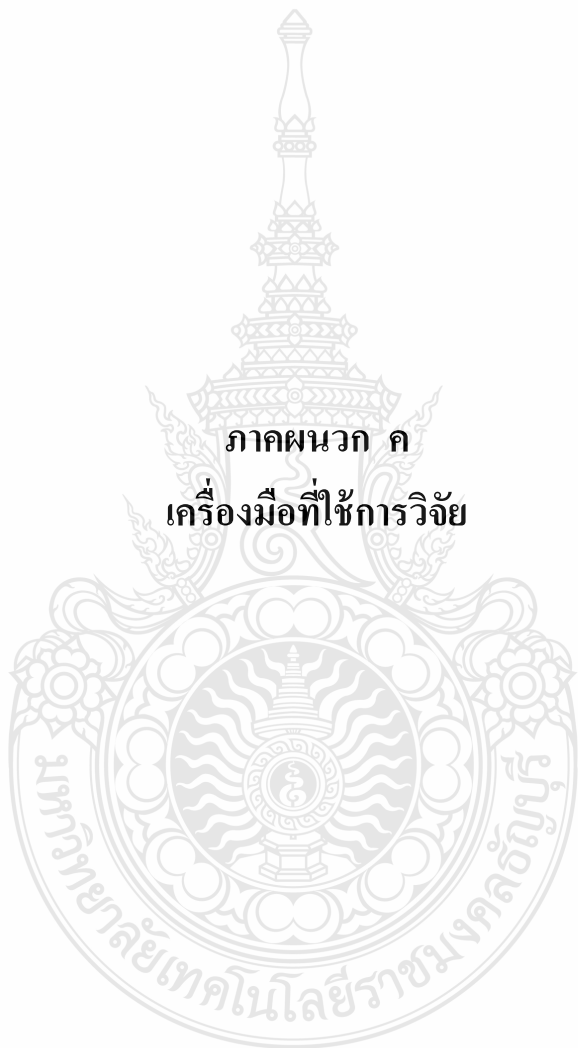 ภาคผนวก ค
เครื่องมือที่ใช้การวิจัย
มหาวิทยาลัยเทคโนโลยีราชมงคลธัญบุรี